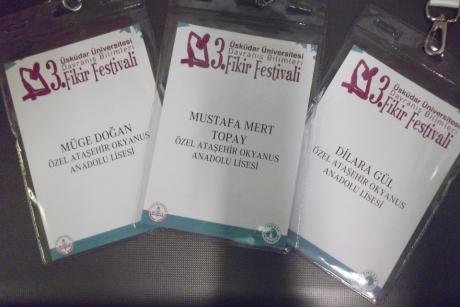 Üsküdar Üniversitesi
Davranış Bilimleri
3.Fikir Festivali
MÜGE DOĞAN
ÖZEL ATAŞEHİR OKYANUS
ANADOLU LİSESİ
Üsküdar Üniversitesi
Davranış Bilimleri
3.Fikir Festivali
MUSTAFA MERT
TOPAY
ÖZEL ATAŞEHİR OKYANUS
ANADOLU LİSESİ
Üsküdar Üniversitesi
Davranış Bilimleri
3.Fikir Festivali
DİLARA GÜL
ÖZEL ATAŞEHİR OKYANUS
ANADOLU LİSESİ